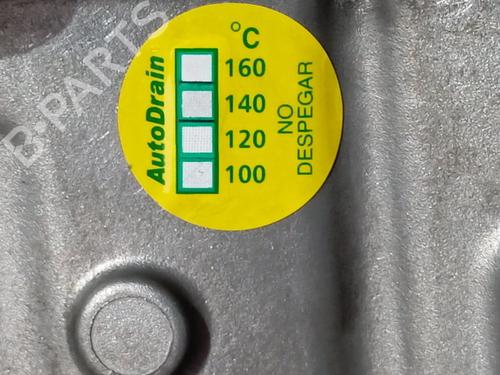 B-PARTS
AutoDrain
°C
160
140
120
100
NO
DESPEGAR